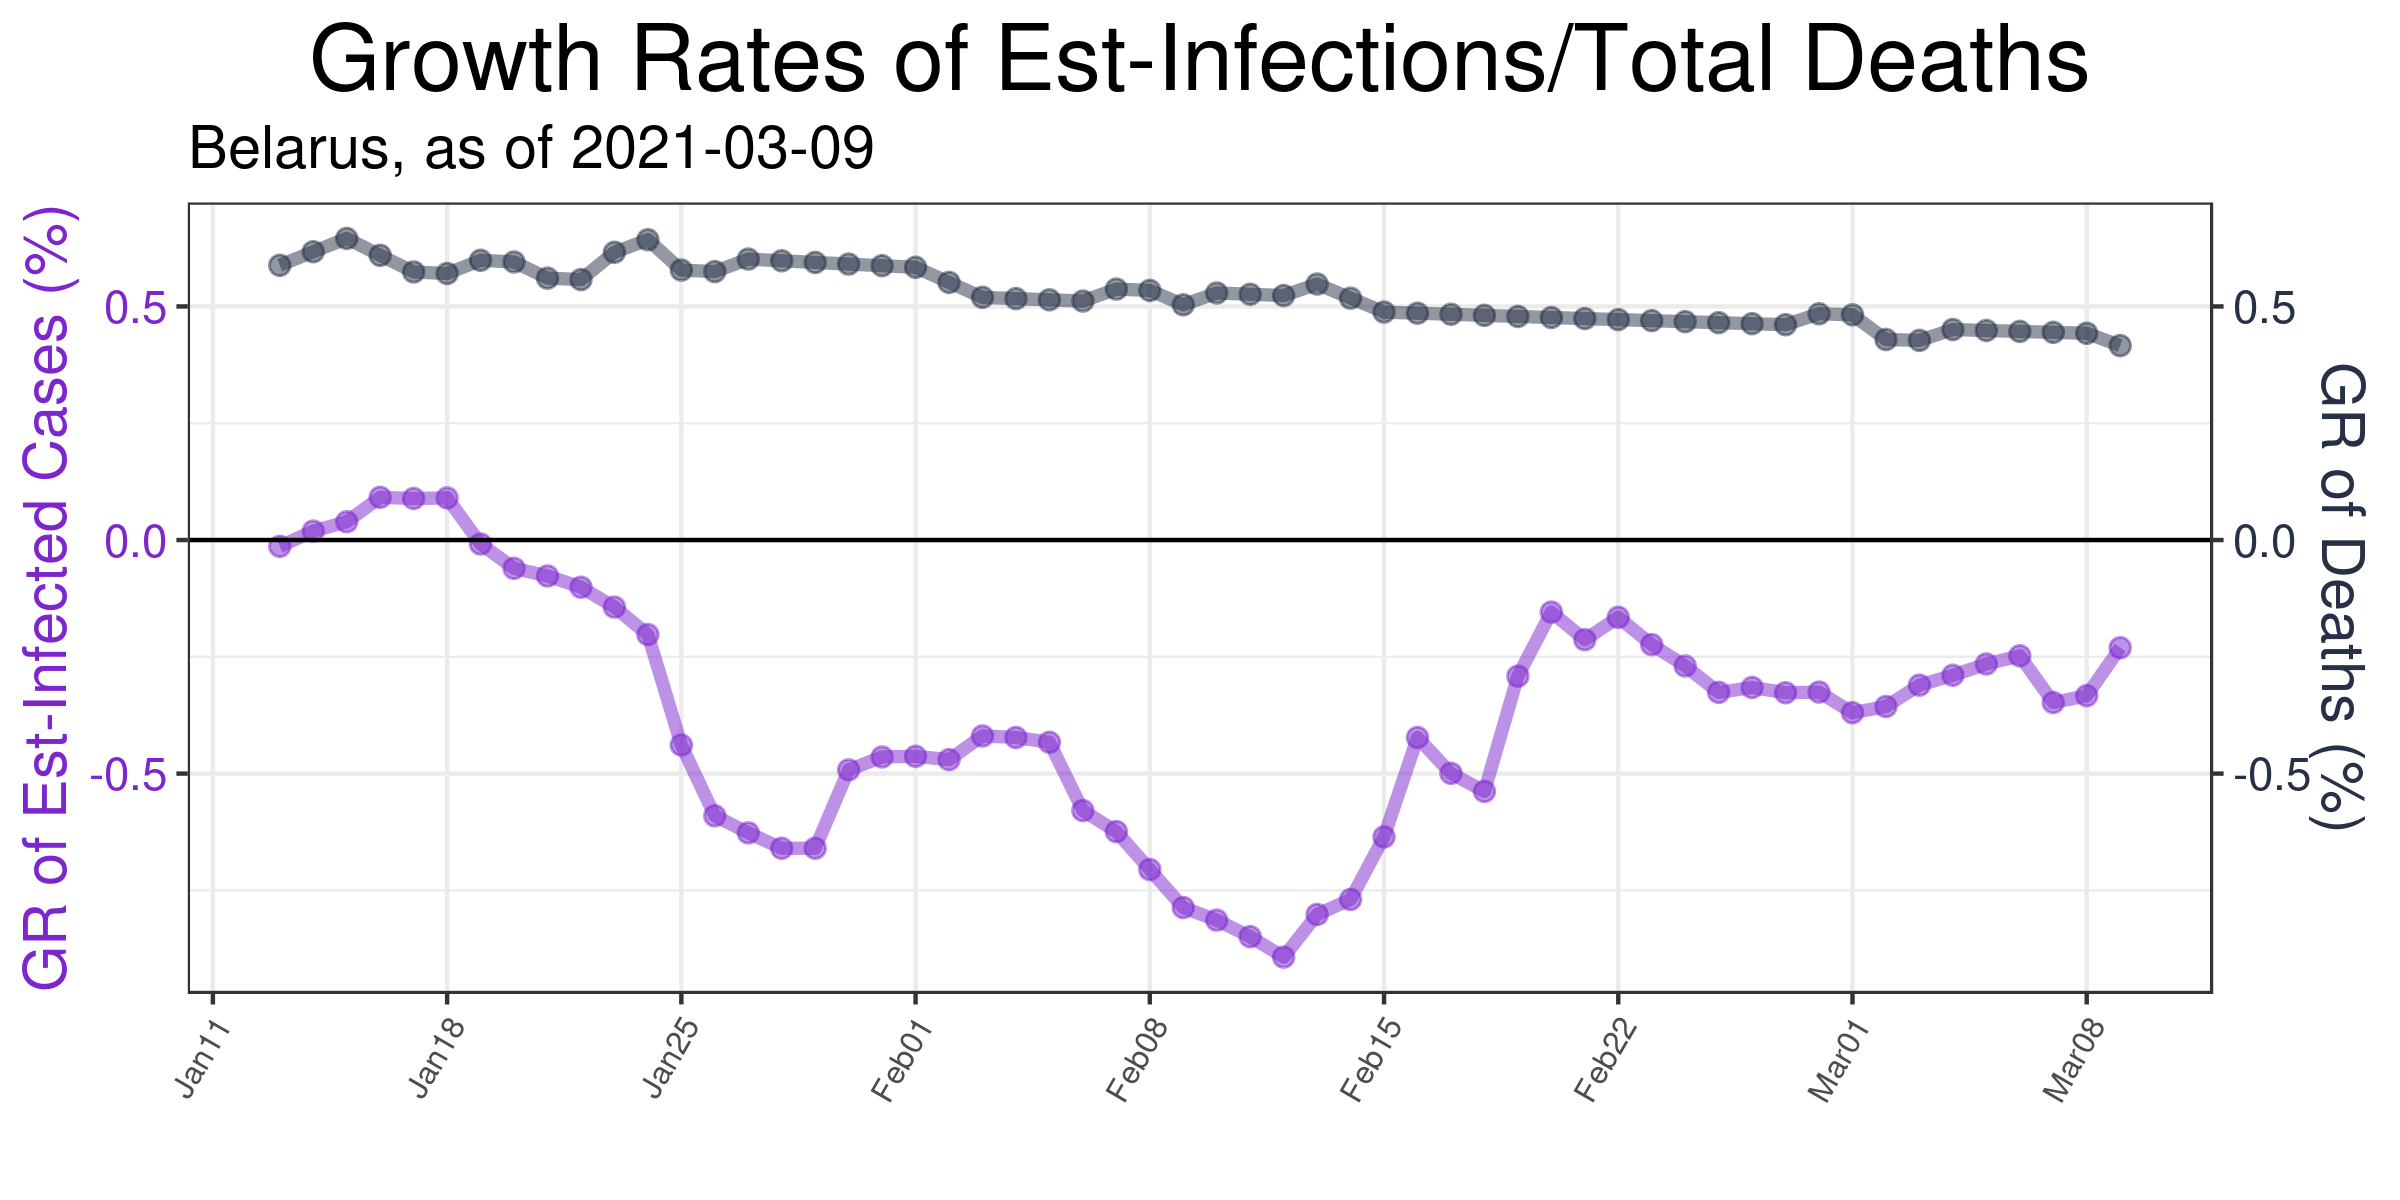 Growth Rates of Est-Infections/Total Deaths
Belarus, as of 2021-03-09
GR of Est-Infected Cases (%)
0.5
0.0
-0.5
0.5
0.0
-0.5
GR of Deaths (%)
Jan11
Jan18
Jan25
Feb01
Feb08
Feb15
Feb22
Mar01
Mar08